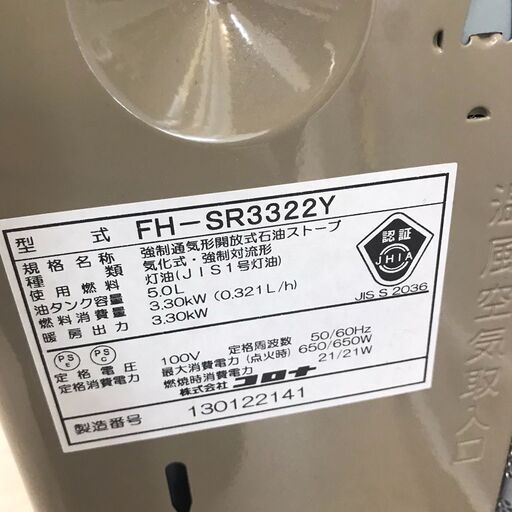 型式 FH-SR3322Y
規格名称 強制通気形開放式石油ストーブ
種類 気化式・強制対流形
使用燃料 灯油(JIS1号灯油)
油タンク容量 5.0L
燃料消費量 3.30kW (0.321L/h)
暖房出力 3.30kW
PSE PSC
定格電圧 100V 定格周波数 50/60Hz
定格消費電力 最大消費電力(点火時) 650/650W
燃焼時消費電力 21/21W
株式会社コロナ
製造番号 130122141
認証
JHIA
JIS S 2036
温風空気取入口